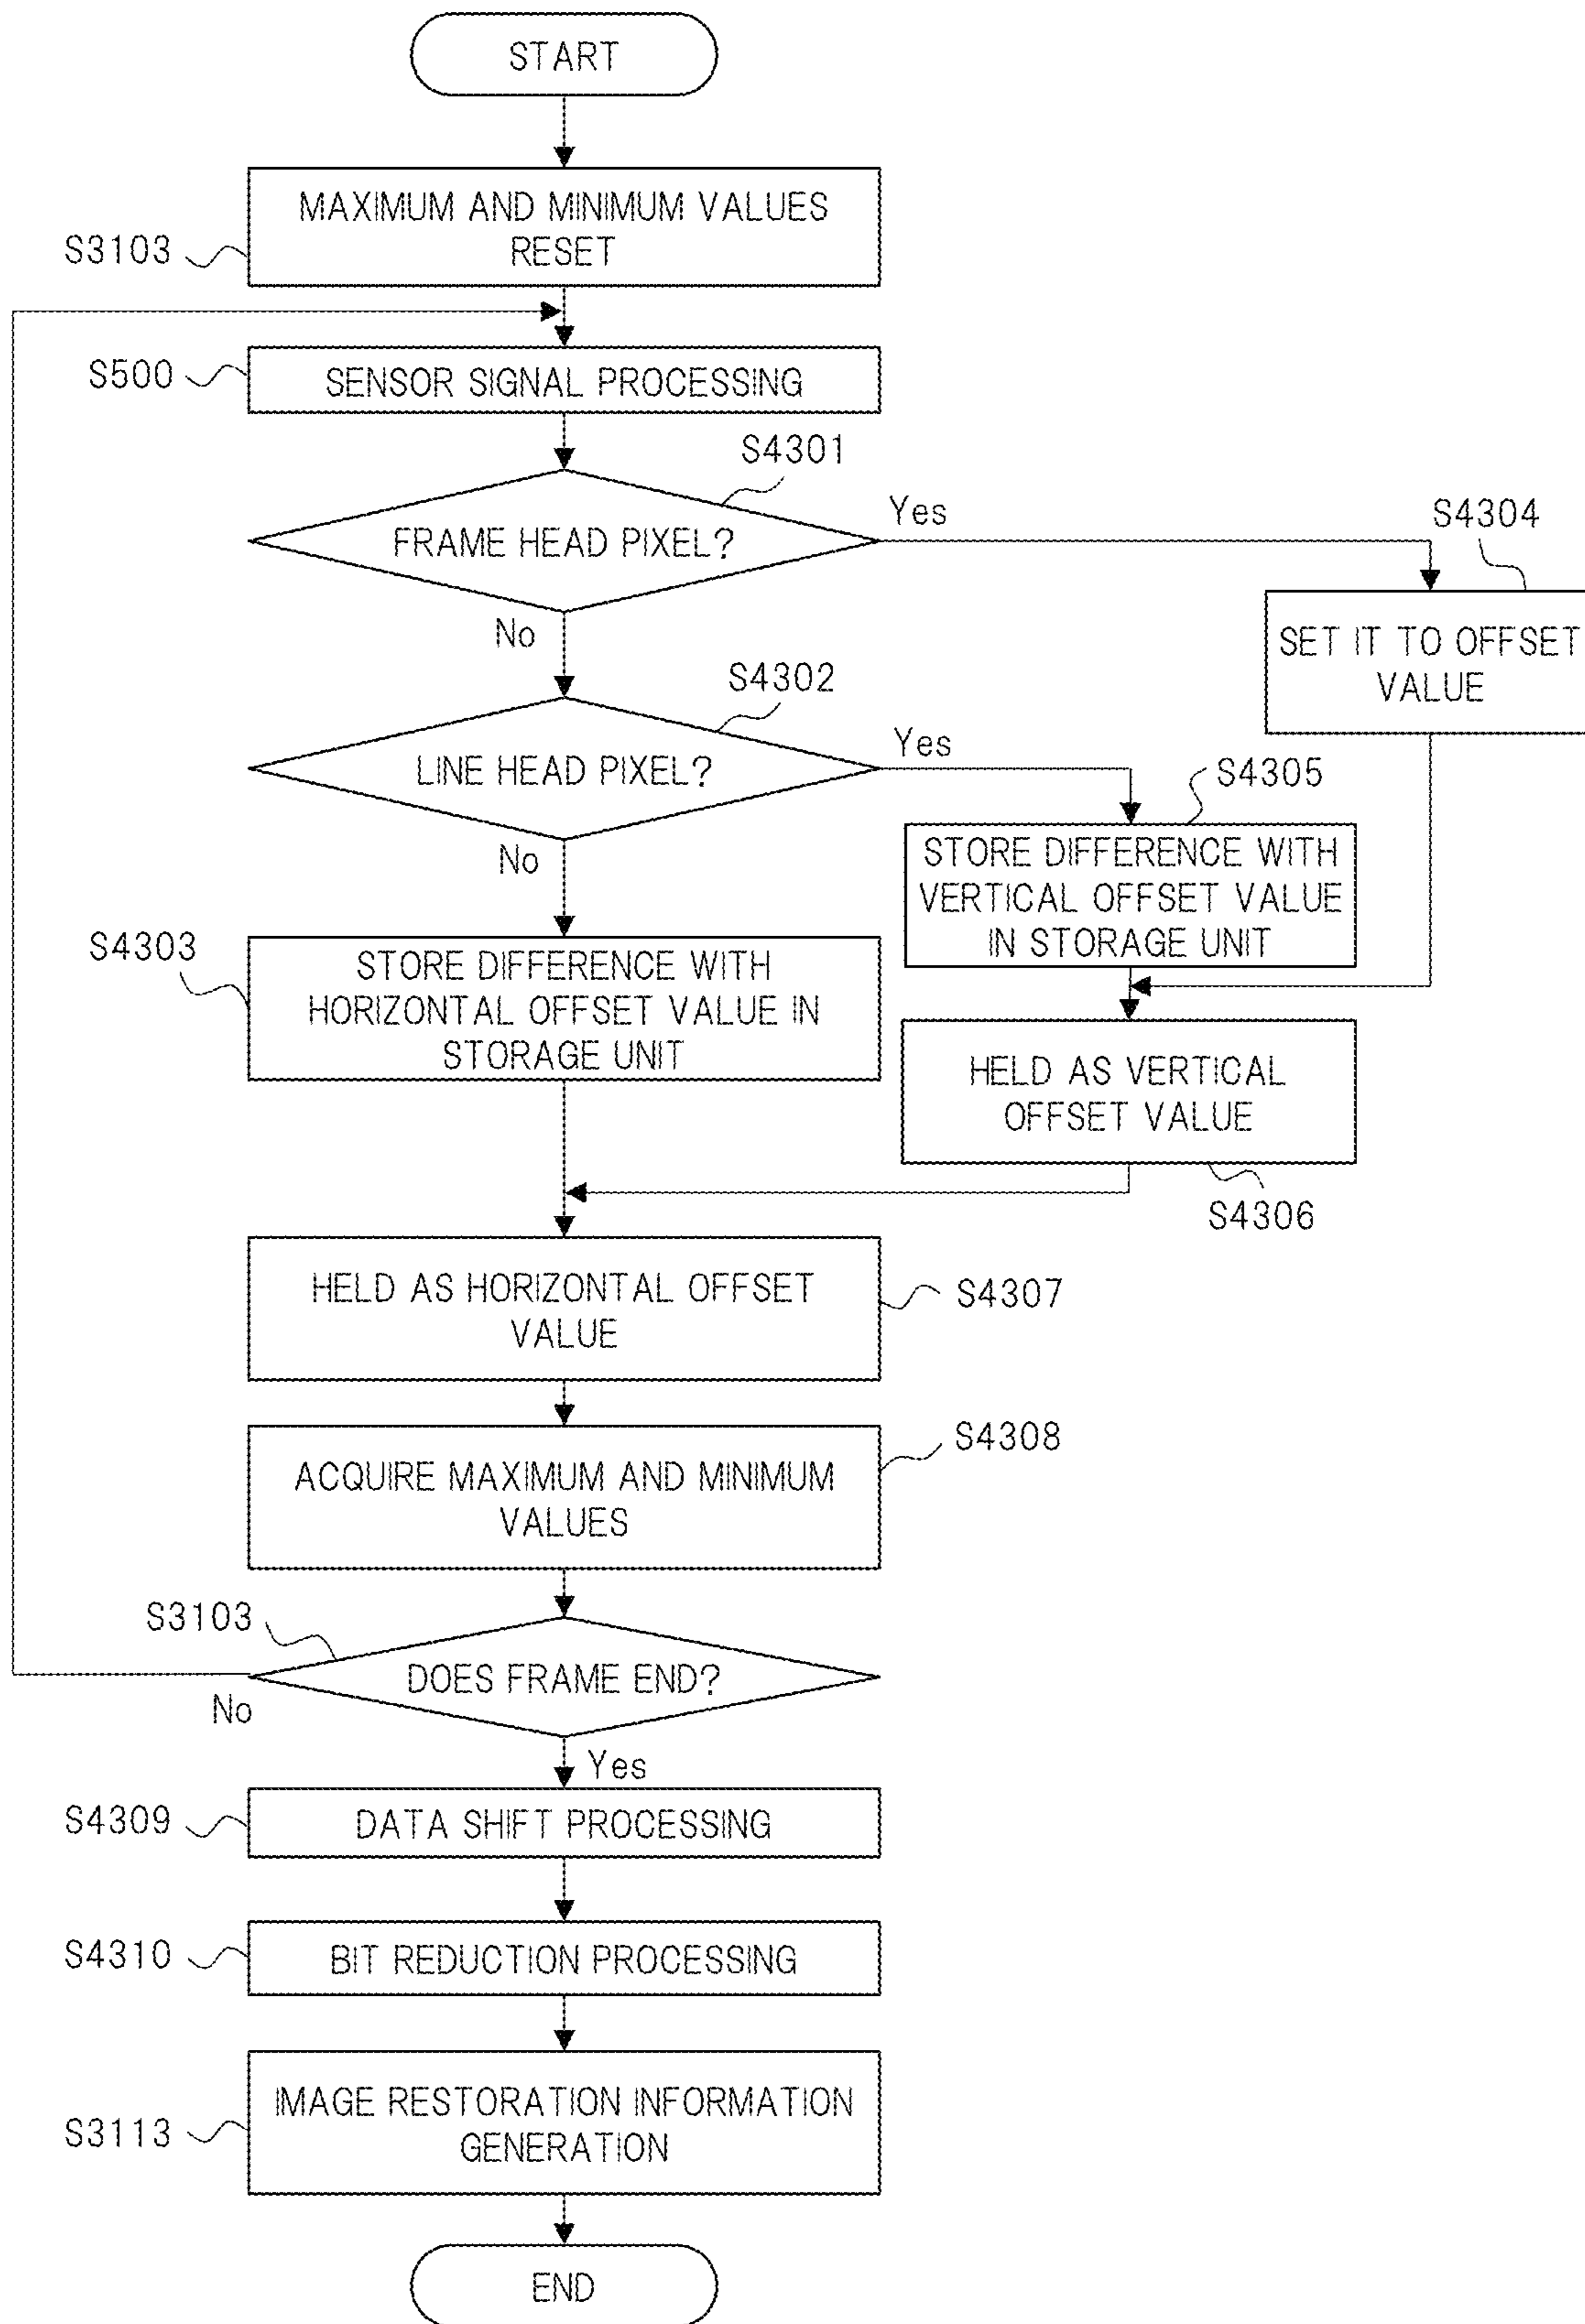 START
MAXIMUM AND MINIMUM VALUES
RESET
S3103
S500
SENSOR SIGNAL PROCESSING
S4301
FRAME HEAD PIXEL?
Yes
No
S4304
SET IT TO OFFSET
VALUE
S4302
LINE HEAD PIXEL?
Yes
No
S4305
STORE DIFFERENCE WITH
VERTICAL OFFSET VALUE
IN STORAGE UNIT
S4303
STORE DIFFERENCE WITH
HORIZONTAL OFFSET VALUE IN
STORAGE UNIT
HELD AS VERTICAL
OFFSET VALUE
S4306
HELD AS HORIZONTAL OFFSET
VALUE
S4307
ACQUIRE MAXIMUM AND MINIMUM
VALUES
S4308
S3103
DOES FRAME END?
No
Yes
S4309
DATA SHIFT PROCESSING
S4310
BIT REDUCTION PROCESSING
IMAGE RESTORATION INFORMATION
GENERATION
S3113
END